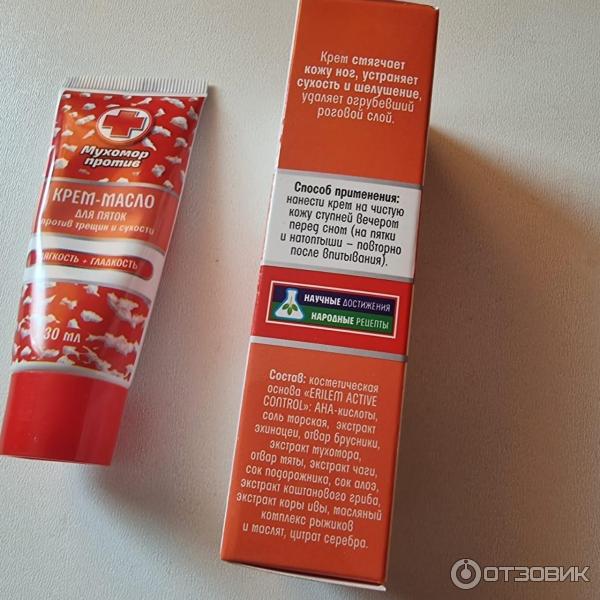 Мухомор
против
КРЕМ-МАСЛО
ДЛЯ ПЯТОК
против трещин и сухости
МЯГКОСТЬ + ГЛАДКОСТЬ
30 мл
Крем смягчает
кожу ног, устраняет
сухость и шелушение,
удаляет огрубевший
роговой слой.
Способ применения:
нанести крем на чистую
кожу ступней вечером
перед сном (на пятки
и натоптыши – повторно
после впитывания).
НАУЧНЫЕ ДОСТИЖЕНИЯ
НАРОДНЫЕ РЕЦЕПТЫ
Состав: косметическая
основа «ERILEM ACTIVE
CONTROL»: АНА-кислоты,
соль морская, экстракт
эхинацеи, отвар брусники,
экстракт мухомора,
отвар мяты, экстракт чаги,
сок подорожника, сок алоэ,
экстракт каштанового гриба,
экстракт коры ивы, масляный
комплекс рыжиков
и маслят, цитрат серебра.
ОТЗОВИК